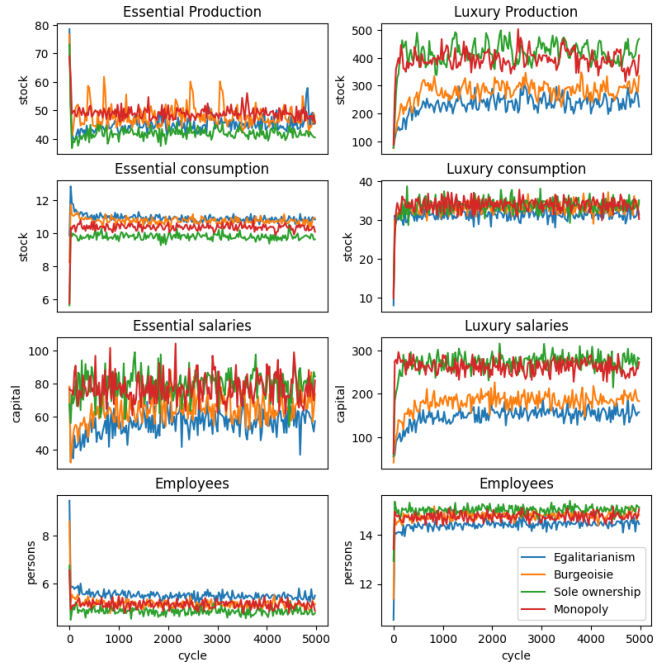 Essential Production
Luxury Production
80
70
60
50
40
stock
500
400
300
200
100
stock
Essential consumption
Luxury consumption
12
10
8
6
stock
40
30
20
10
stock
Essential salaries
Luxury salaries
100
80
60
40
capital
300
200
100
capital
Employees
Employees
8
6
persons
14
12
persons
Egalitarianism
Burgeoisie
Sole ownership
Monopoly
0 1000 2000 3000 4000 5000
0 1000 2000 3000 4000 5000
cycle
cycle